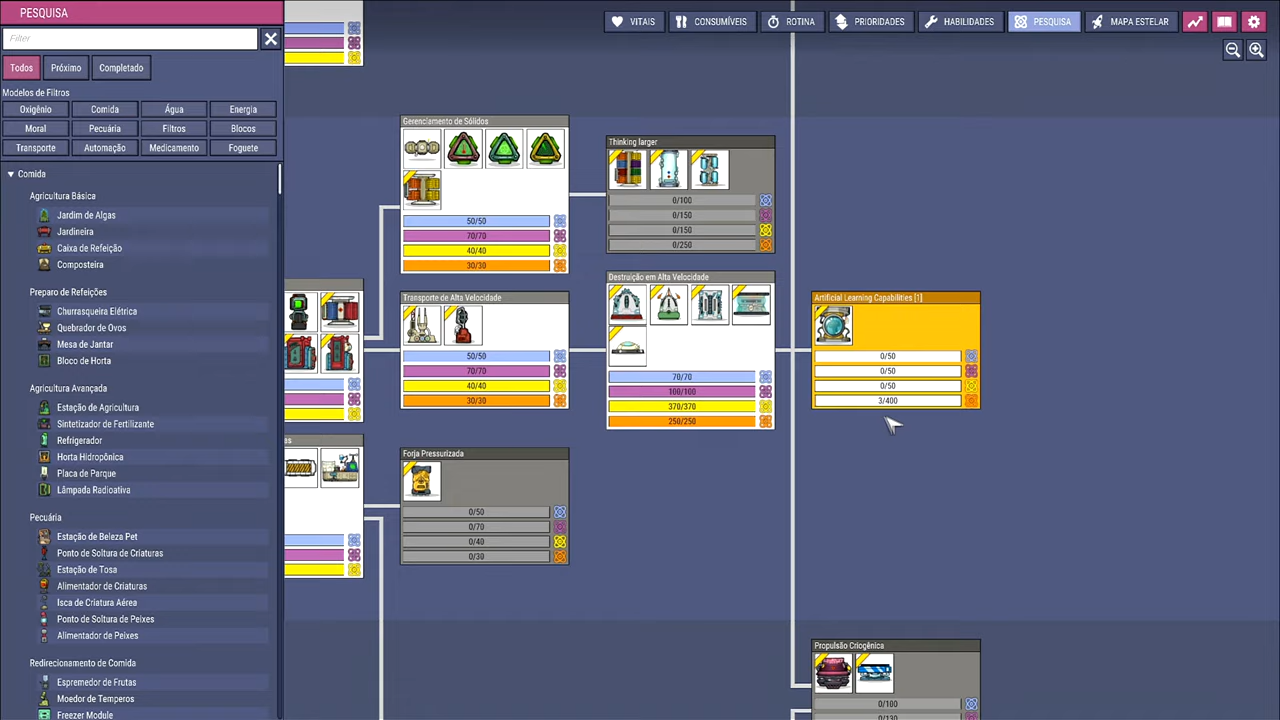 PESQUISA
VITAIS
CONSUMÍVEIS
ROTINA
PRIORIDADES
HABILIDADES
PESQUISA
MAPA ESTELAR
Filter
Todos
Próximo
Completado
Modelos de Filtros
Oxigênio
Comida
Água
Energia
Moral
Pecuária
Filtros
Blocos
Transporte
Automação
Medicamento
Foguete
Comida
Agricultura Básica
Jardim de Algas
Jardineira
Caixa de Refeição
Composteira
Preparo de Refeições
Churrasqueira Elétrica
Quebrador de Ovos
Mesa de Jantar
Bloco de Horta
Agricultura Avançada
Estação de Agricultura
Sintetizador de Fertilizante
Refrigerador
Horta Hidropônica
Placa de Parque
Lâmpada Radioativa
Pecuária
Estação de Beleza Pet
Ponto de Soltura de Criaturas
Estação de Tosa
Alimentador de Criaturas
Isca de Criatura Aérea
Ponto de Soltura de Peixes
Alimentador de Peixes
Redirecionamento de Comida
Espremedor de Frutas
Moedor de Temperos
Freezer Module
Gerenciamento de Sólidos
50/50
70/70
40/40
30/30
Thinking larger
0/100
0/150
0/150
0/250
Transporte de Alta Velocidade
50/50
70/70
40/40
30/30
Destruição em Alta Velocidade
70/70
100/100
370/370
250/250
Artificial Learning Capabilities [1]
0/50
0/50
0/50
3/400
as
Forja Pressurizada
0/50
0/70
0/40
0/30
Propulsão Criogênica
0/100
0/130